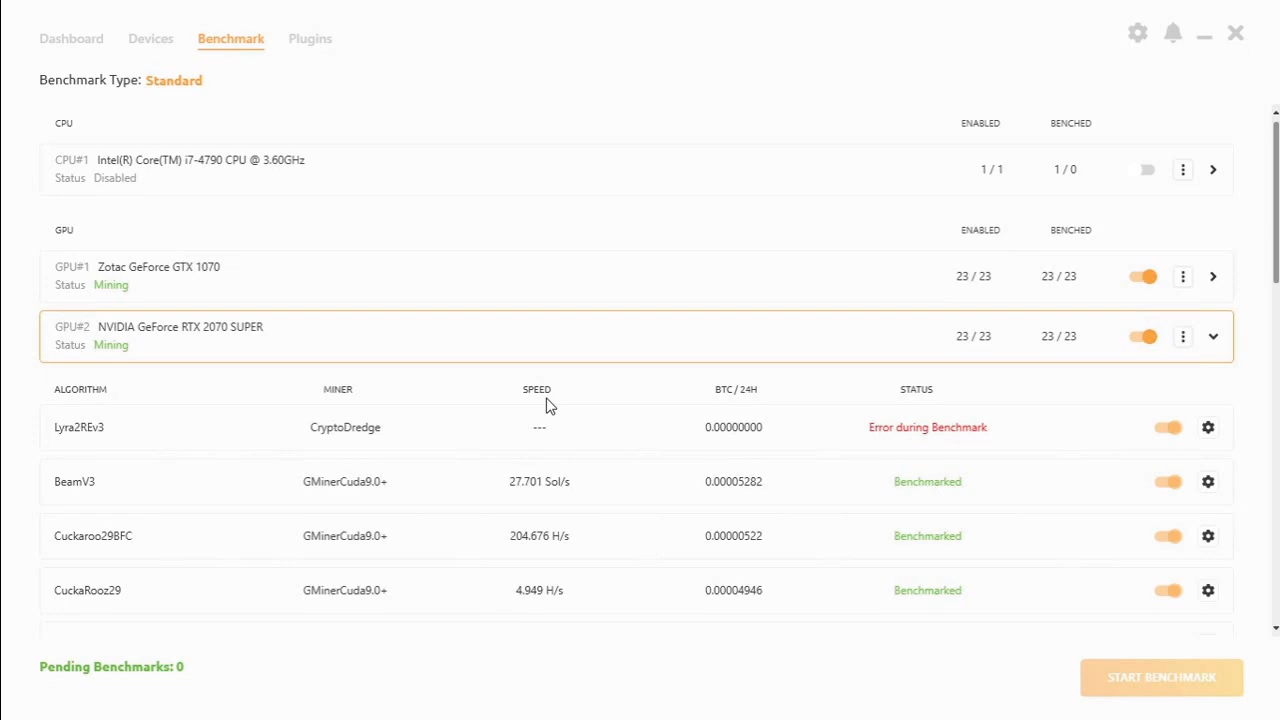 Dashboard Devices Benchmark Plugins
Benchmark Type: Standard
CPU ENABLED BENCHED
CPU#1 Intel(R) Core(TM) i7-4790 CPU @ 3.60GHz
Status Disabled
1 / 1 1 / 0
GPU ENABLED BENCHED
GPU#1 Zotac GeForce GTX 1070
Status Mining
23 / 23 23 / 23
GPU#2 NVIDIA GeForce RTX 2070 SUPER
Status Mining
23 / 23 23 / 23
ALGORITHM MINER SPEED BTC / 24H STATUS
Lyra2REv3 CryptoDredge --- 0.00000000 Error during Benchmark
BeamV3 GMinerCuda9.0+ 27.701 Sol/s 0.00005282 Benchmarked
Cuckaroo29BFC GMinerCuda9.0+ 204.676 H/s 0.00000522 Benchmarked
CuckaRooz29 GMinerCuda9.0+ 4.949 H/s 0.00004946 Benchmarked
Pending Benchmarks: 0
START BENCHMARK